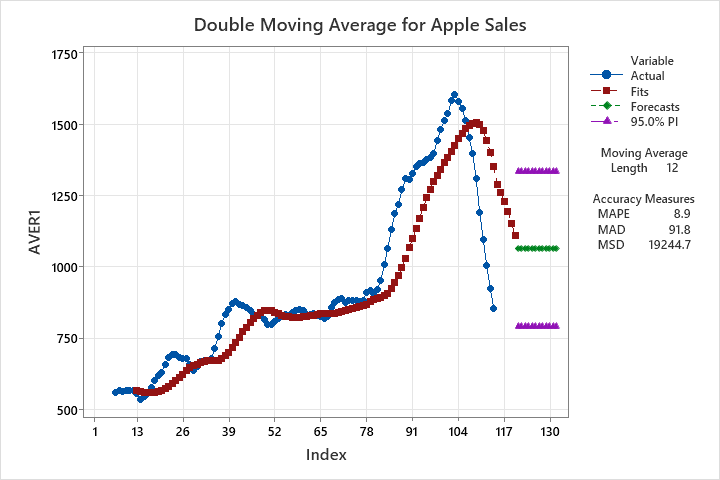 Double Moving Average for Apple Sales
1750
1500
1250
1000
750
500
AVER1
1 13 26 39 52 65 78 91 104 117 130
Index
Variable
Actual
Fits
Forecasts
95.0% PI
Moving Average
Length 12
Accuracy Measures
MAPE 8.9
MAD 91.8
MSD 19244.7